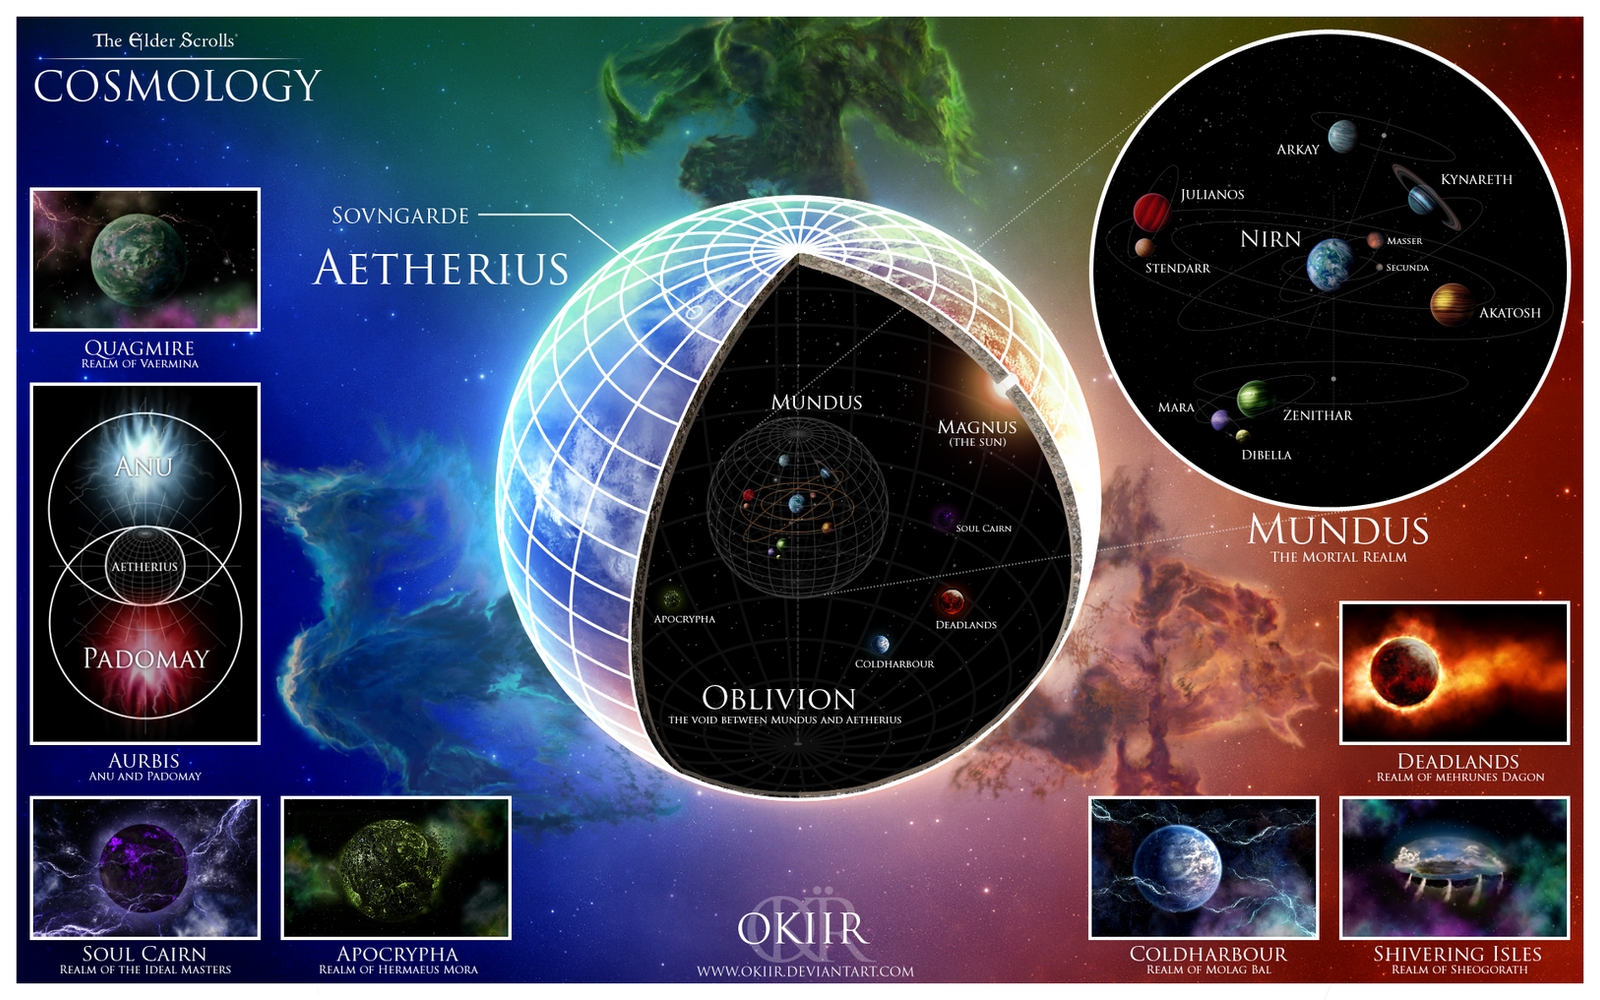 The Elder Scrolls
COSMOLOGY
SOVNGARDE
AETHERIUS
QUAGMIRE
REALM OF VAERMINA
ANU
AETHERIUS
PADOMAY
AURBIS
ANU AND PADOMAY
SOUL CAIRN
REALM OF THE IDEAL MASTERS
APOCRYPHA
REALM OF HERMAEUS MORA
MUNDUS
MAGNUS
(THE SUN)
SOUL CAIRN
APOCRYPHA
DEADLANDS
COLDHARBOUR
OBLIVION
THE VOID BETWEEN MUNDUS AND AETHERIUS
ARKAY
KYNARETH
JULIANOS
NIRN
MASSER
STENDARR
SECUNDA
AKATOSH
MARA
ZENITHAR
DIBELLA
MUNDUS
THE MORTAL REALM
DEADLANDS
REALM OF MEHRUNES DAGON
COLDHARBOUR
REALM OF MOLAG BAL
SHIVERING ISLES
REALM OF SHEOGORATH
OKIIR
WWW.OKIIR.DEVIANTART.COM